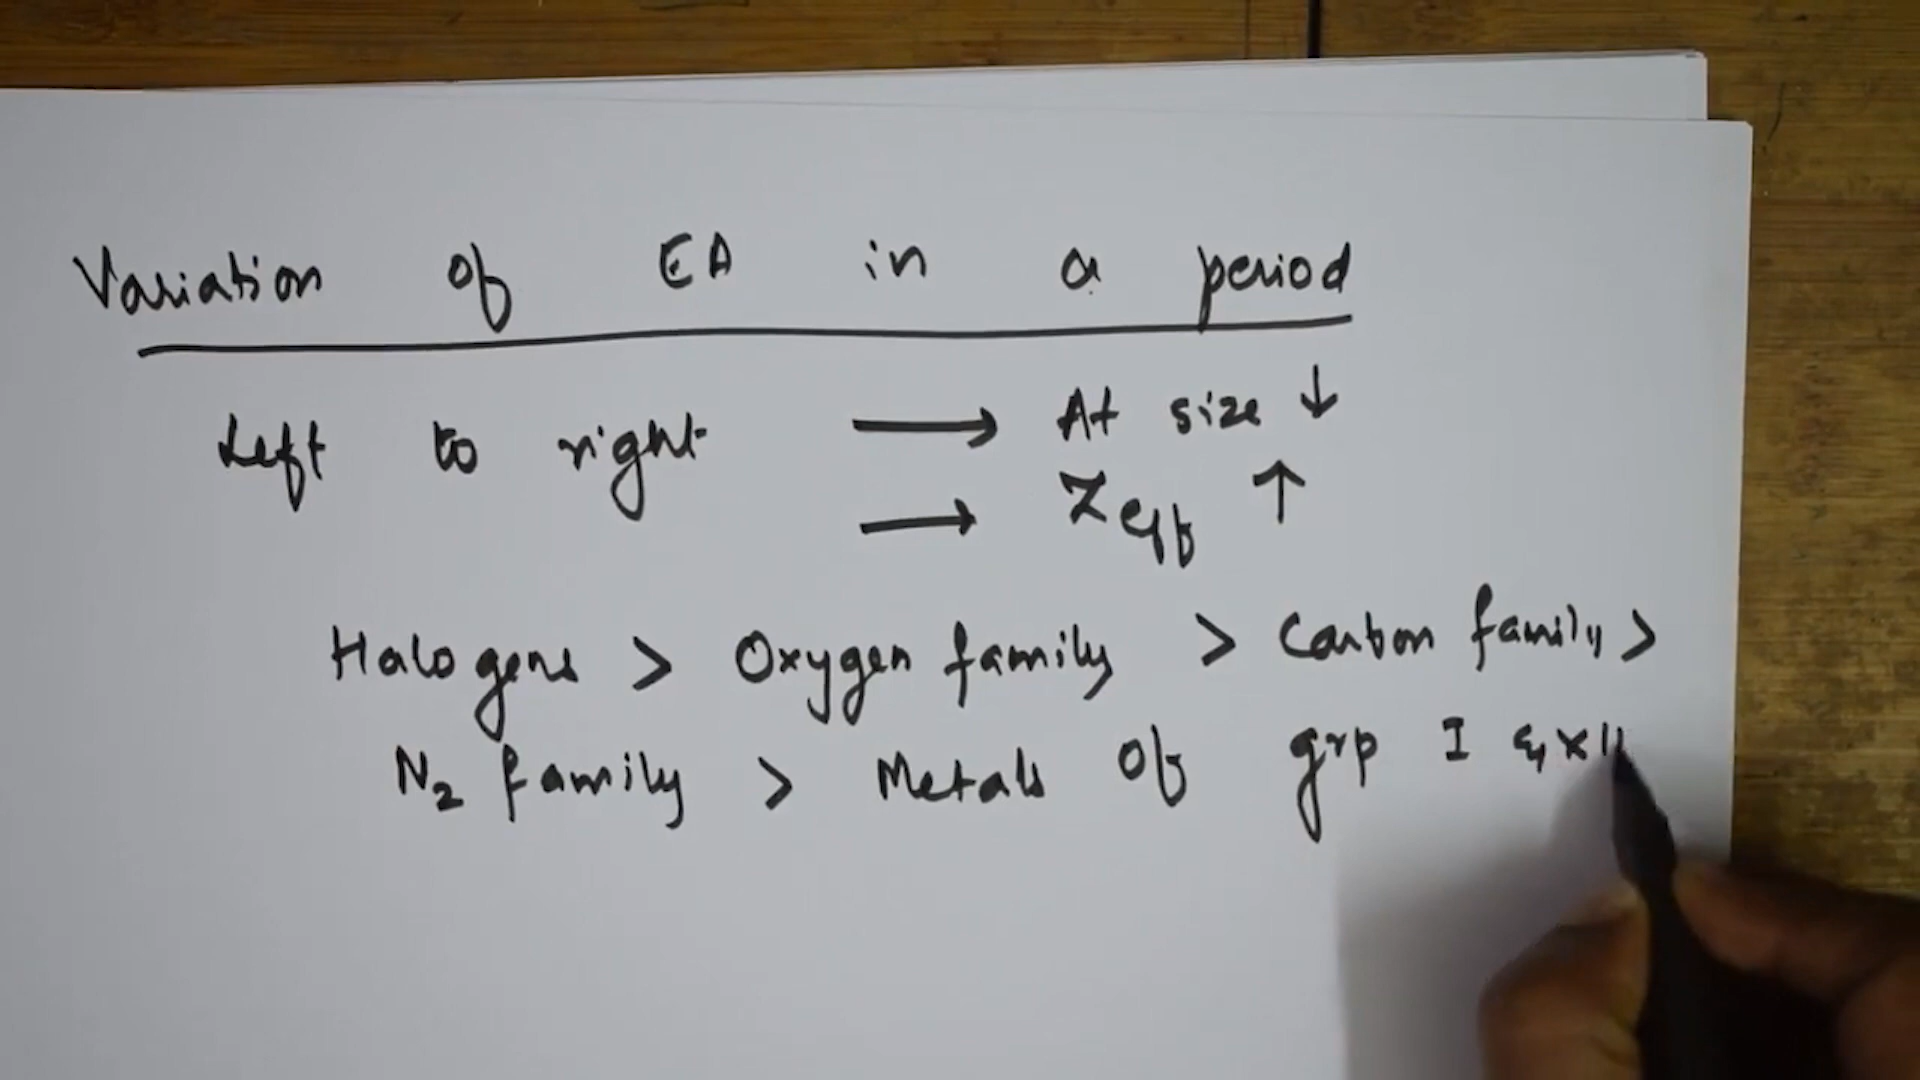 Variation of EA in a period
Left to right → At size ↓
→ Zeff ↑
Halogens > Oxygen family > Carbon family >
N2 family > Metals of grp I &